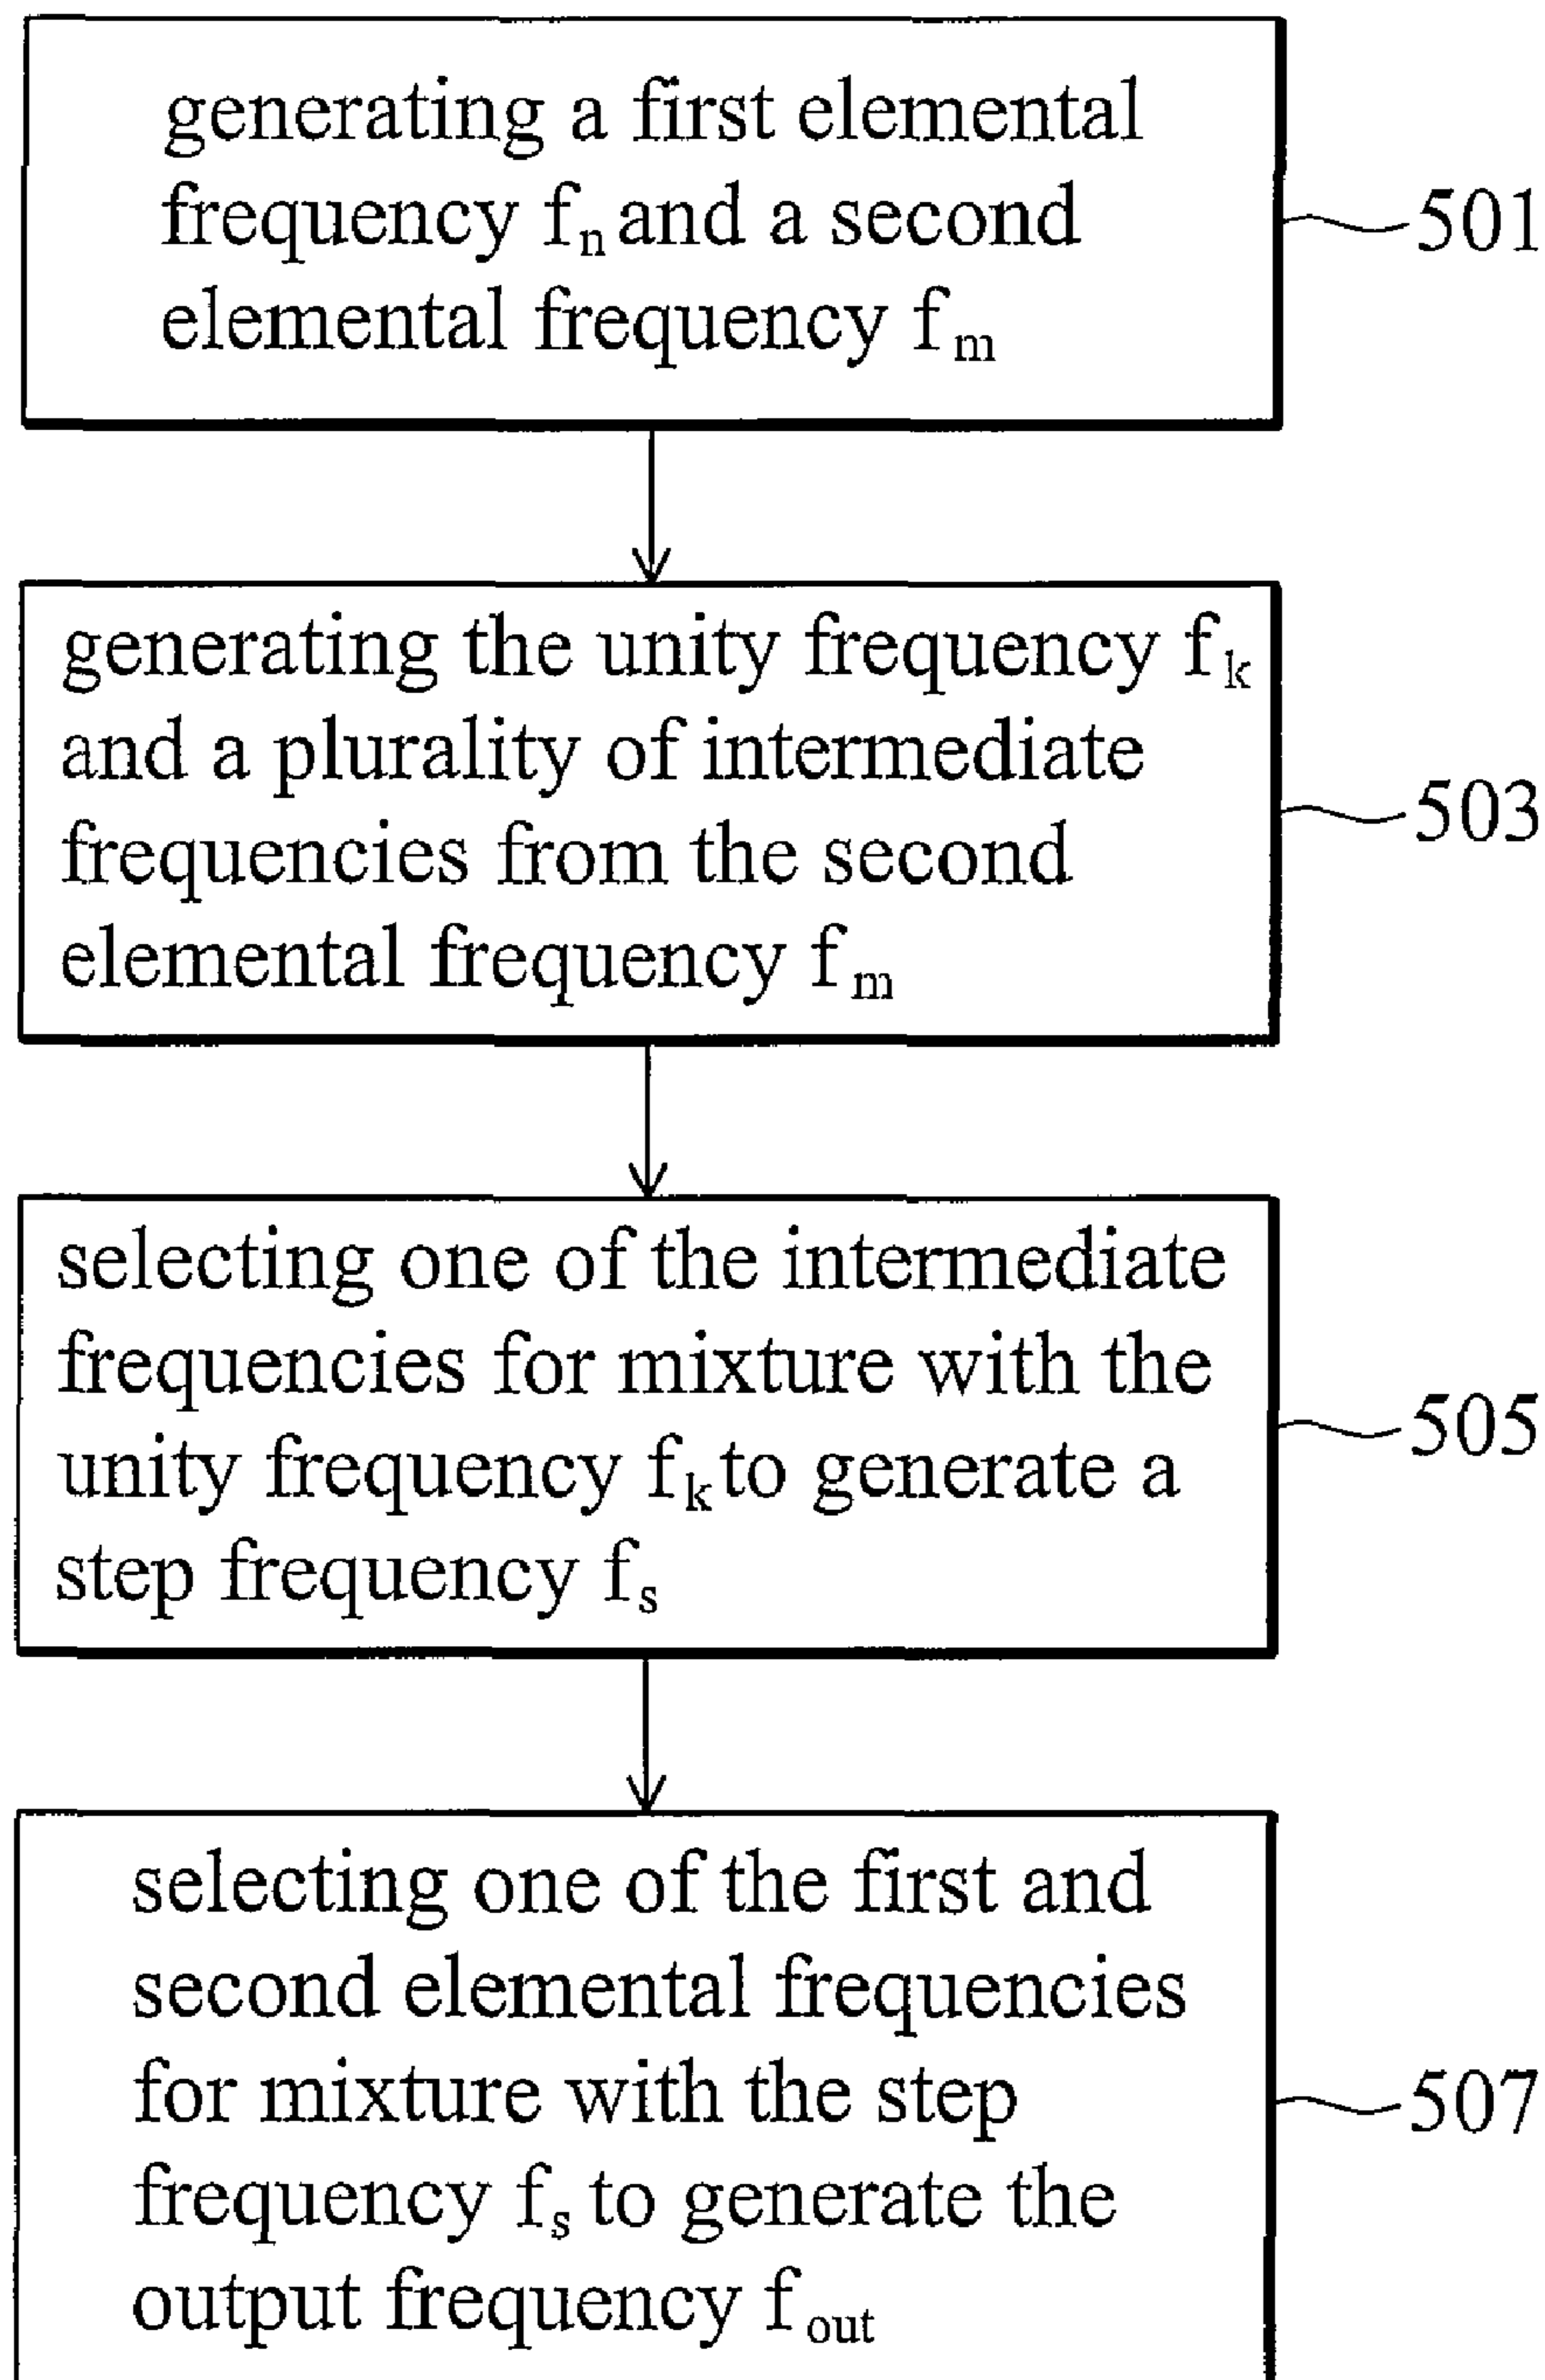 generating a first elemental
frequency fn and a second
elemental frequency fm
501
generating the unity frequency fk
and a plurality of intermediate
frequencies from the second
elemental frequency fm
503
selecting one of the intermediate
frequencies for mixture with the
unity frequency fk to generate a
step frequency fs
505
selecting one of the first and
second elemental frequencies
for mixture with the step
frequency fs to generate the
output frequency fout
507